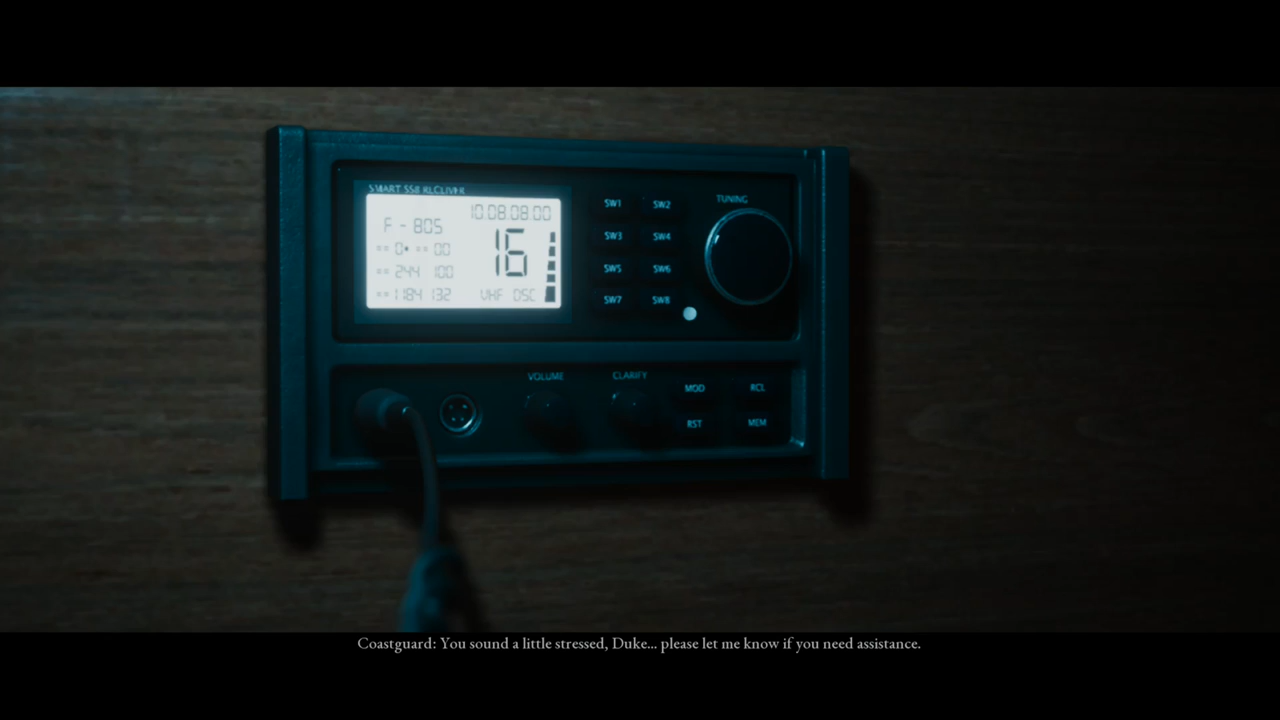 SMART SSB RECEIVER
10.08.08.00
F - 805
16
== 0* == 00
== 244 100
== 1184 132
VHF DSC
SW1 SW2
SW3 SW4
SW5 SW6
SW7 SW8
TUNING
VOLUME CLARIFY
MOD RCL
RST MEM
Coastguard: You sound a little stressed, Duke... please let me know if you need assistance.